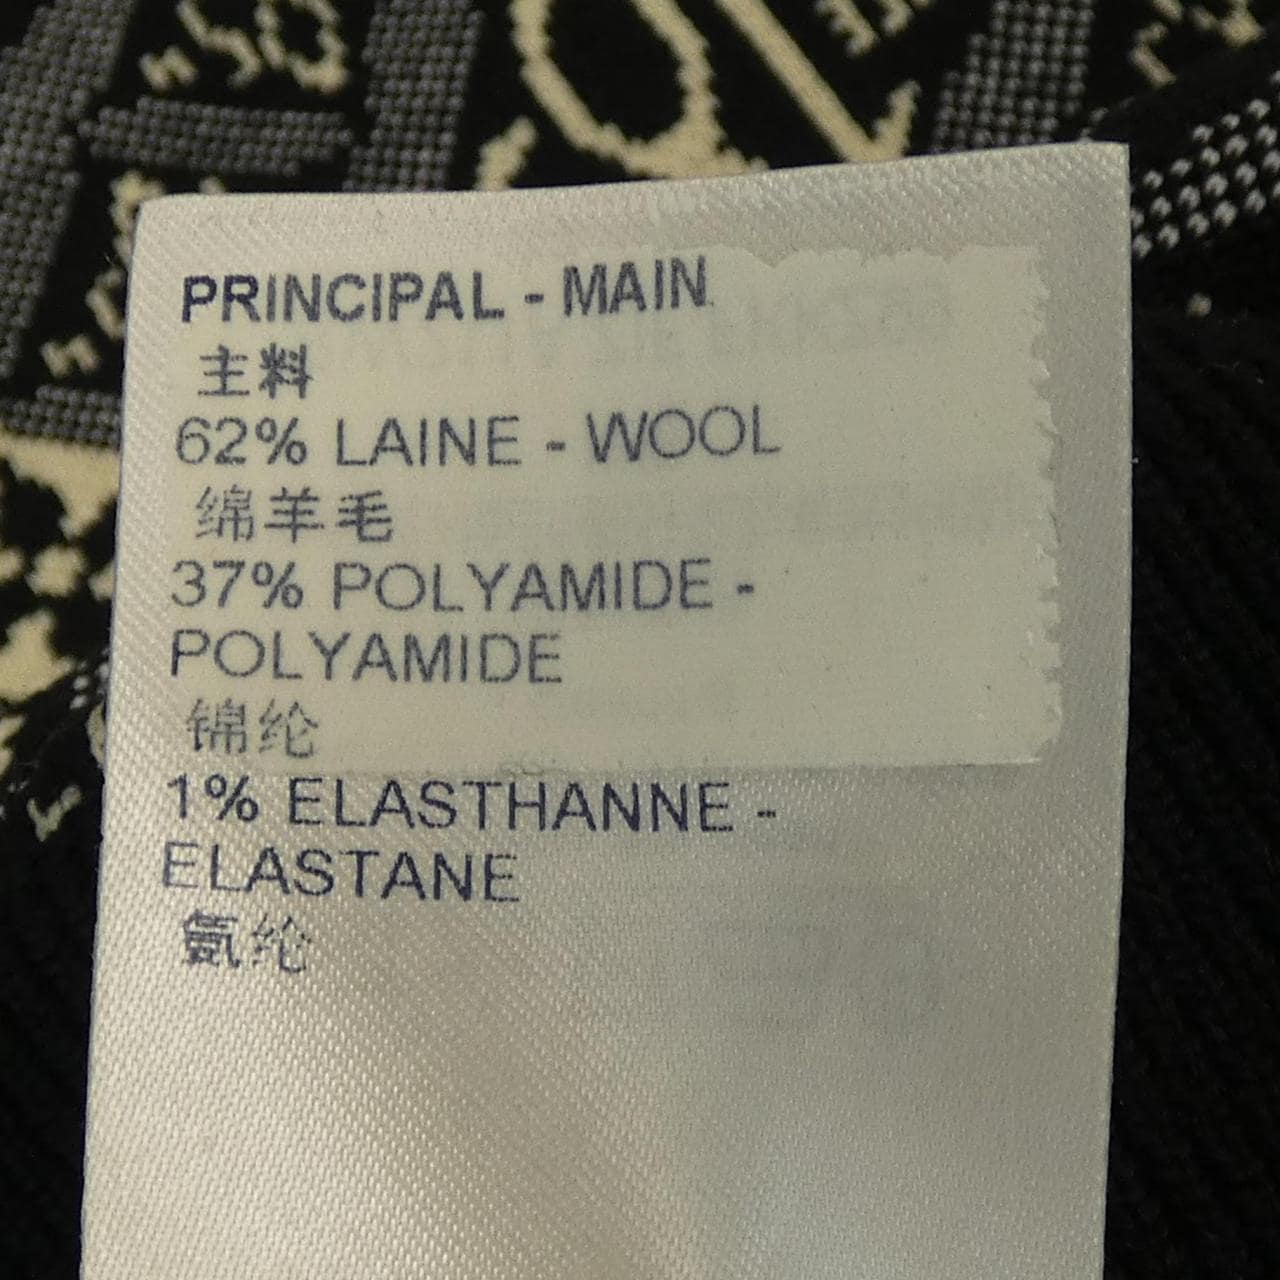 PRINCIPAL - MAIN
主料
62% LAINE - WOOL
绵羊毛
37% POLYAMIDE -
POLYAMIDE
锦纶
1% ELASTHANNE -
ELASTANE
氨纶